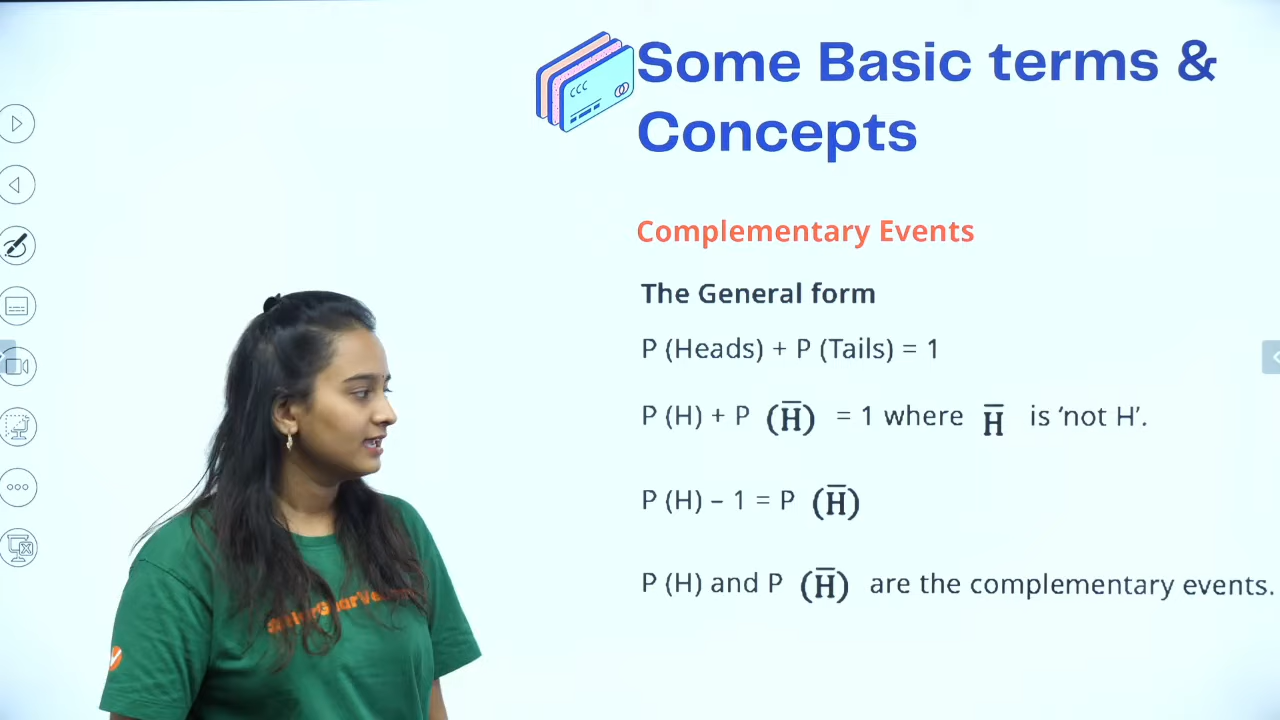 Some Basic terms &
Concepts
Complementary Events
The General form
P (Heads) + P (Tails) = 1
P (H) + P (H̅) = 1 where H̅ is ‘not H’.
P (H) – 1 = P (H̅)
P (H) and P (H̅) are the complementary events.